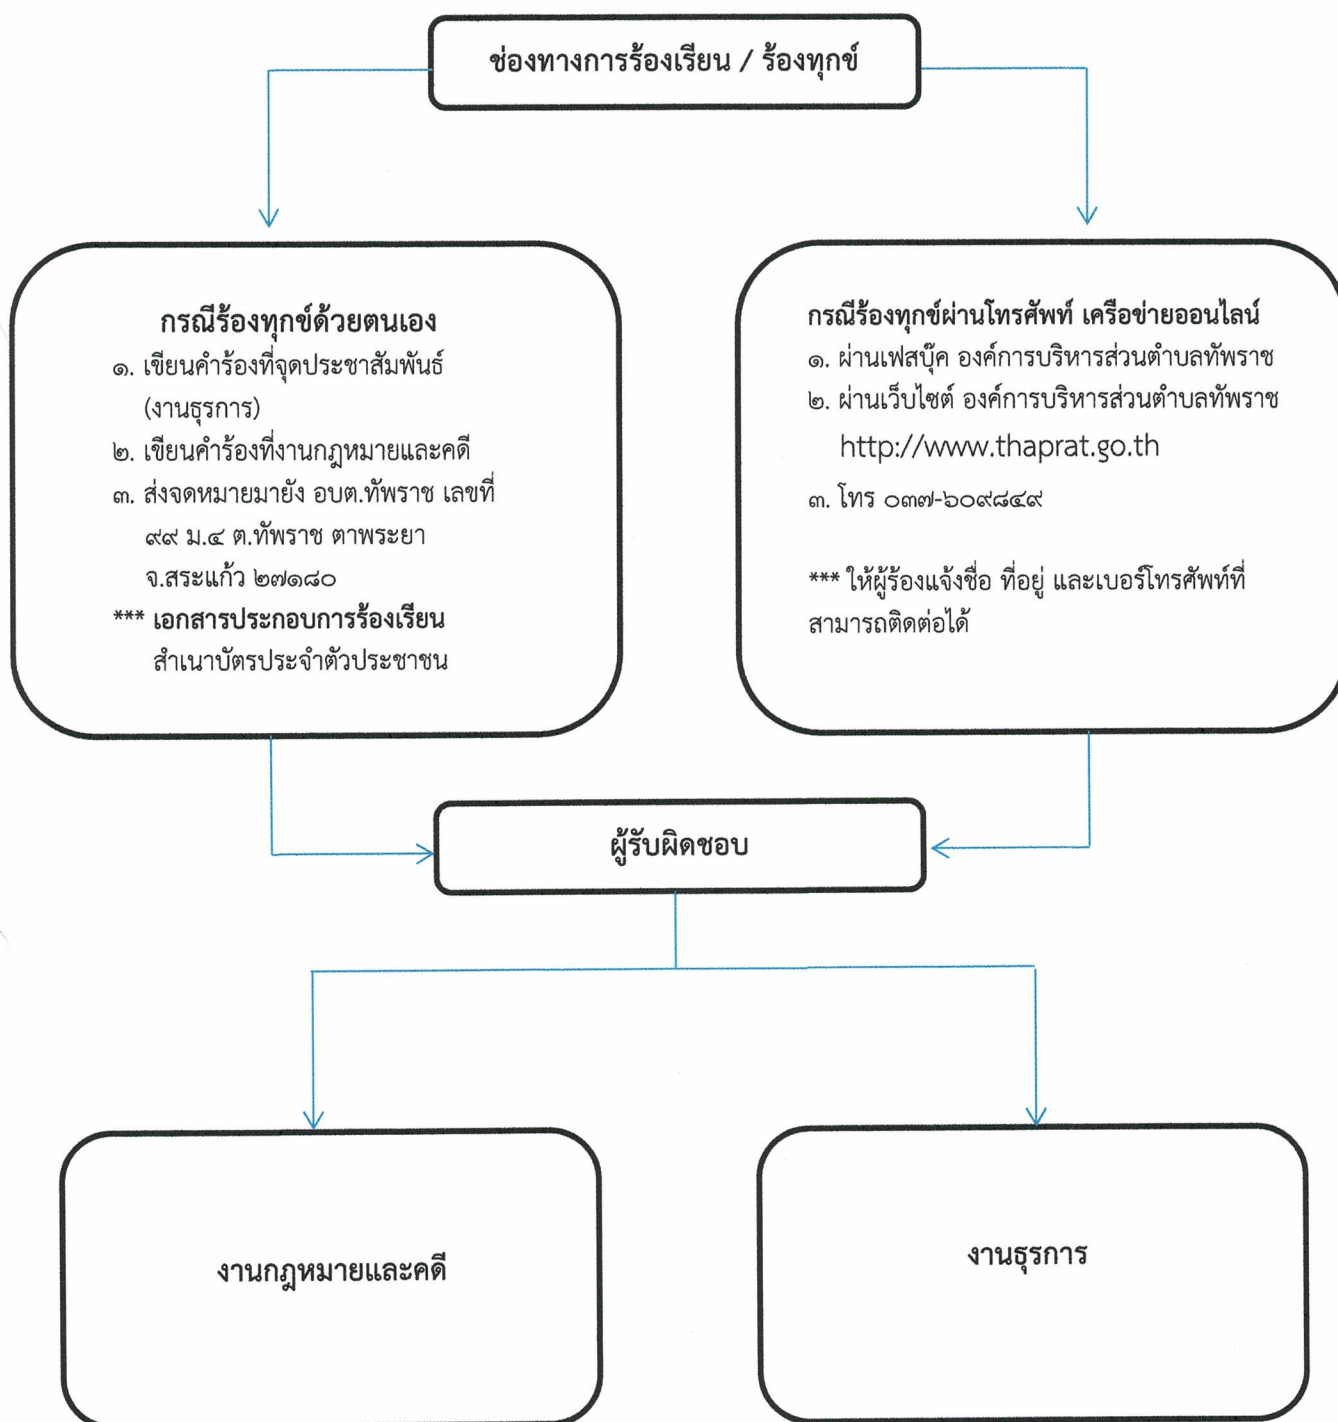 ช่องทางการร้องเรียน / ร้องทุกข์
กรณีร้องทุกข์ด้วยตนเอง
๑. เขียนคำร้องที่จุดประชาสัมพันธ์
(งานธุรการ)
๒. เขียนคำร้องที่งานกฎหมายและคดี
๓. ส่งจดหมายมายัง อบต.ทัพราช เลขที่
๙๙ ม.๔ ต.ทัพราช ตาพระยา
จ.สระแก้ว ๒๗๑๘๐
*** เอกสารประกอบการร้องเรียน
สำเนาบัตรประจำตัวประชาชน
กรณีร้องทุกข์ผ่านโทรศัพท์ เครือข่ายออนไลน์
๑. ผ่านเฟสบุ๊ค องค์การบริหารส่วนตำบลทัพราช
๒. ผ่านเว็บไซต์ องค์การบริหารส่วนตำบลทัพราช
http://www.thaprat.go.th
๓. โทร ๐๓๗-๖๐๙๘๔๙
*** ให้ผู้ร้องแจ้งชื่อ ที่อยู่ และเบอร์โทรศัพท์ที่
สามารถติดต่อได้
ผู้รับผิดชอบ
งานกฎหมายและคดี
งานธุรการ